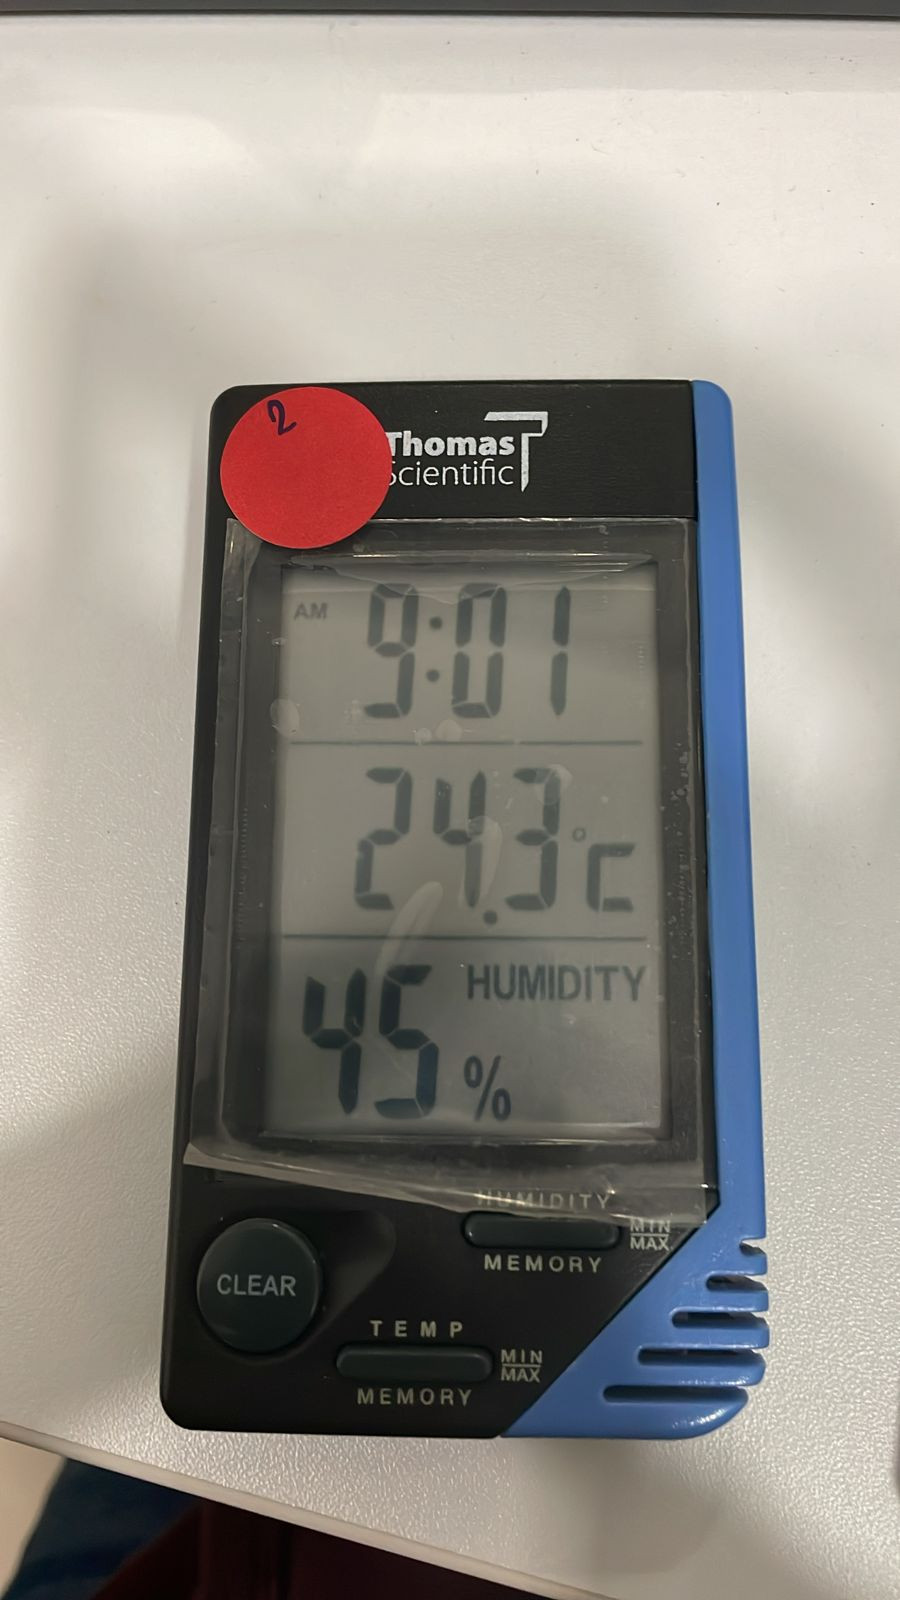 2
Thomas
Scientific
AM 9:01
24.3°C
HUMIDITY
45 %
HUMIDITY
MIN
MAX
MEMORY
CLEAR
TEMP
MIN
MAX
MEMORY